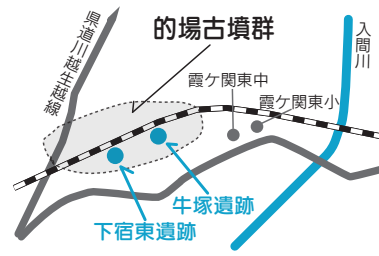 的場古墳群
県道川越生越線
入間川
霞ケ関東中
霞ケ関東小
牛塚遺跡
下宿東遺跡